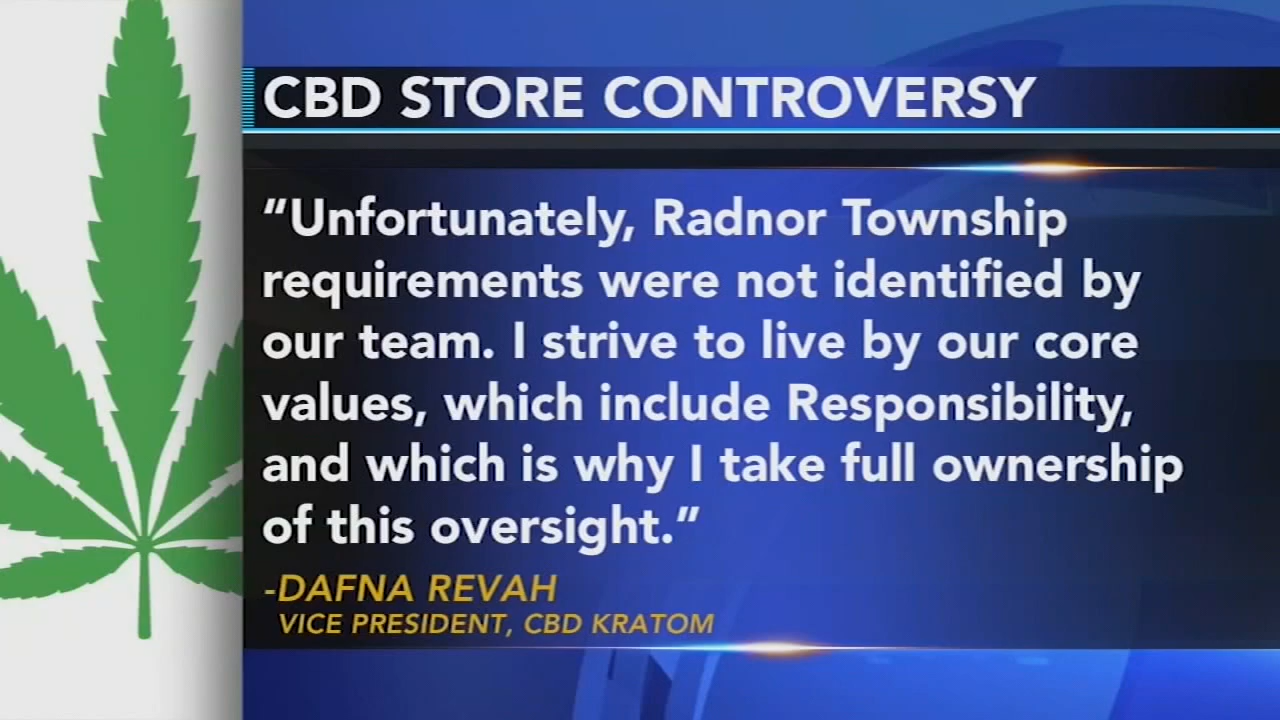 CBD STORE CONTROVERSY
“Unfortunately, Radnor Township
requirements were not identified by
our team. I strive to live by our core
values, which include Responsibility,
and which is why I take full ownership
of this oversight.”
-DAFNA REVAH
VICE PRESIDENT, CBD KRATOM